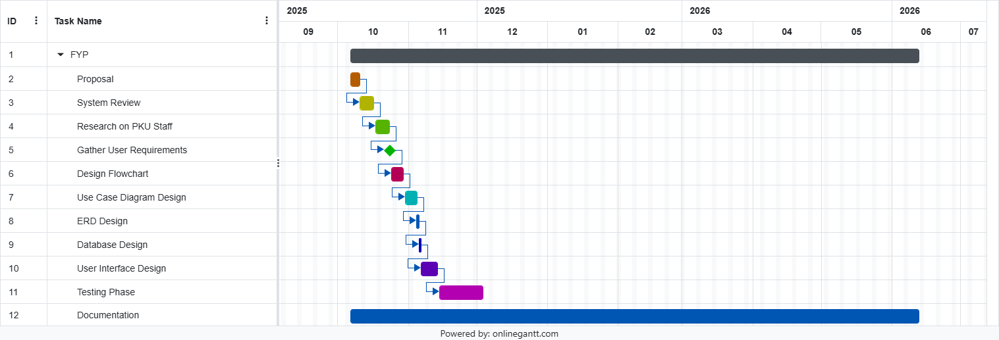 2025 2025 2026 2026
ID Task Name
09 10 11 12 01 02 03 04 05 06 07
1 FYP
2 Proposal
3 System Review
4 Research on PKU Staff
5 Gather User Requirements
6 Design Flowchart
7 Use Case Diagram Design
8 ERD Design
9 Database Design
10 User Interface Design
11 Testing Phase
12 Documentation
Powered by: onlinegantt.com